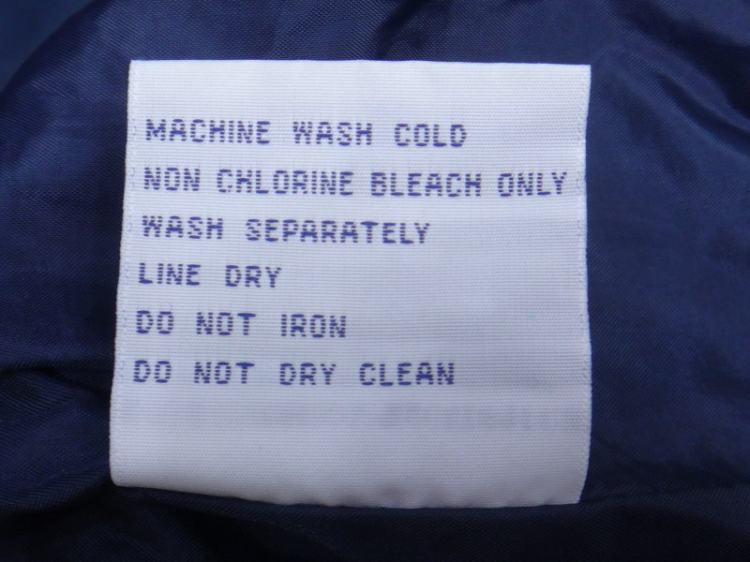 MACHINE WASH COLD
NON CHLORINE BLEACH ONLY
WASH SEPARATELY
LINE DRY
DO NOT IRON
DO NOT DRY CLEAN